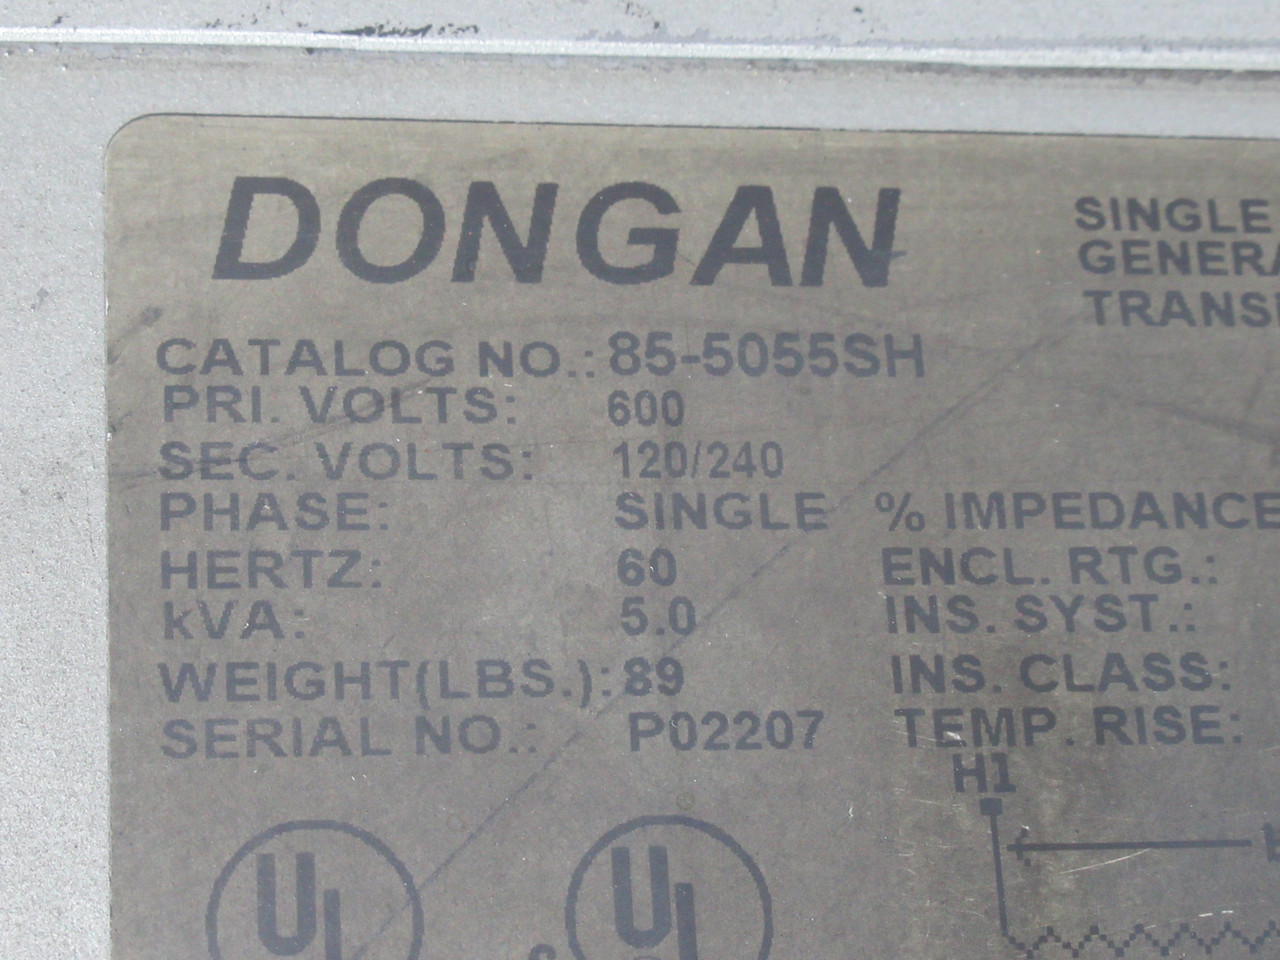 DONGAN
SINGLE
GENERA
TRANSF
CATALOG NO.: 85-5055SH
PRI. VOLTS: 600
SEC. VOLTS: 120/240
PHASE: SINGLE % IMPEDANCE
HERTZ: 60 ENCL. RTG.:
kVA: 5.0 INS. SYST.:
WEIGHT(LBS.): 89 INS. CLASS:
SERIAL NO.: P02207 TEMP. RISE:
H1
UL UL